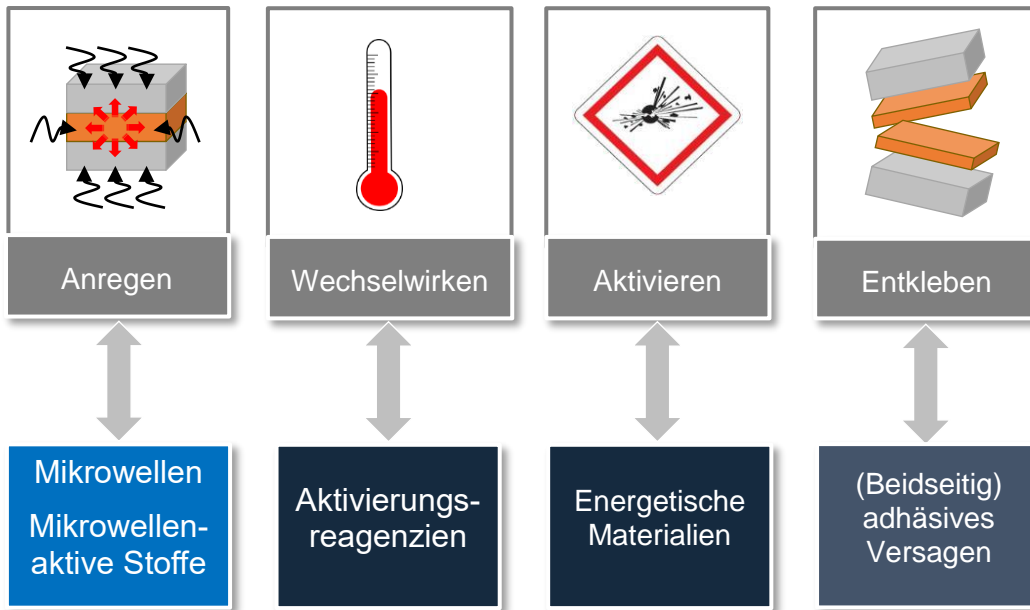 Anregen
Wechselwirken
Aktivieren
Entkleben
Mikrowellen
Mikrowellen-
aktive Stoffe
Aktivierungs-
reagenzien
Energetische
Materialien
(Beidseitig)
adhäsives
Versagen